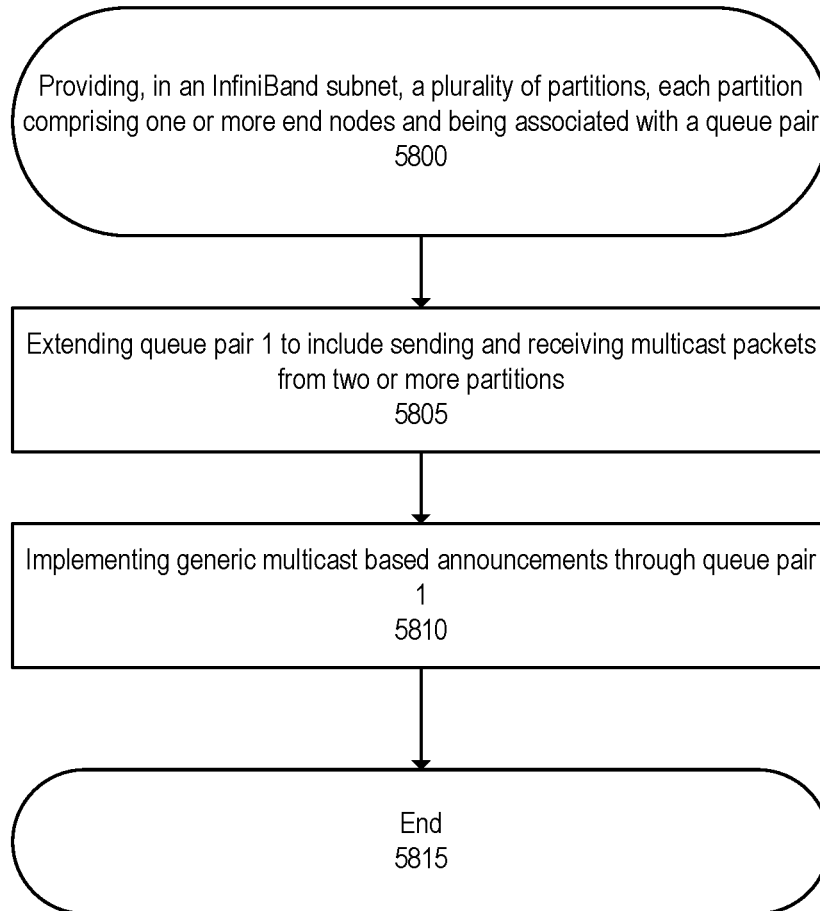 Providing, in an InfiniBand subnet, a plurality of partitions, each partition
comprising one or more end nodes and being associated with a queue pair
5800
Extending queue pair 1 to include sending and receiving multicast packets
from two or more partitions
5805
Implementing generic multicast based announcements through queue pair
1
5810
End
5815